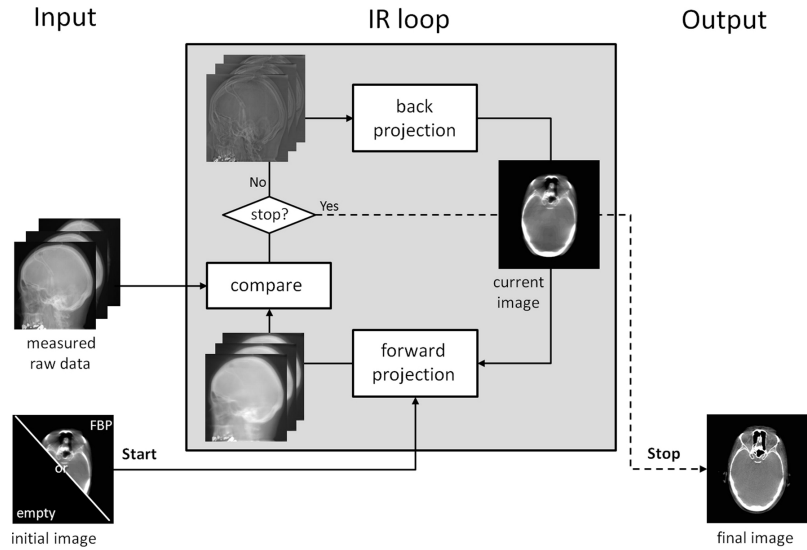 Input
IR loop
Output
back
projection
No
stop?
Yes
compare
current
image
measured
raw data
forward
projection
FBP
or
empty
Start
Stop
initial image
final image